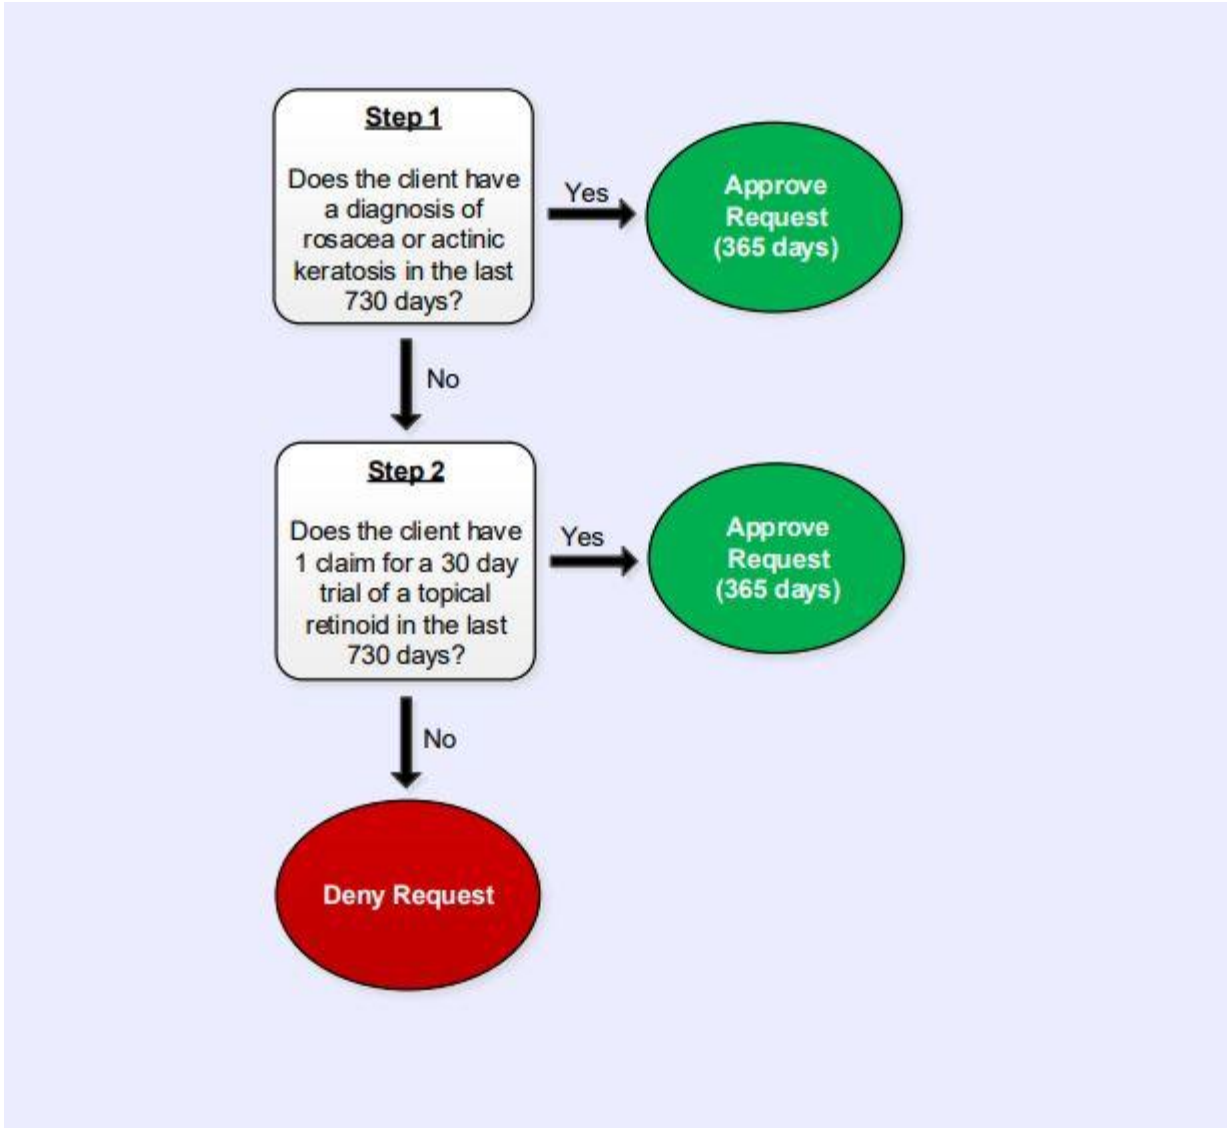 Step 1
Does the client have
a diagnosis of
rosacea or actinic
keratosis in the last
730 days?
Yes
Approve
Request
(365 days)
No
Step 2
Does the client have
1 claim for a 30 day
trial of a topical
retinoid in the last
730 days?
Yes
Approve
Request
(365 days)
No
Deny Request